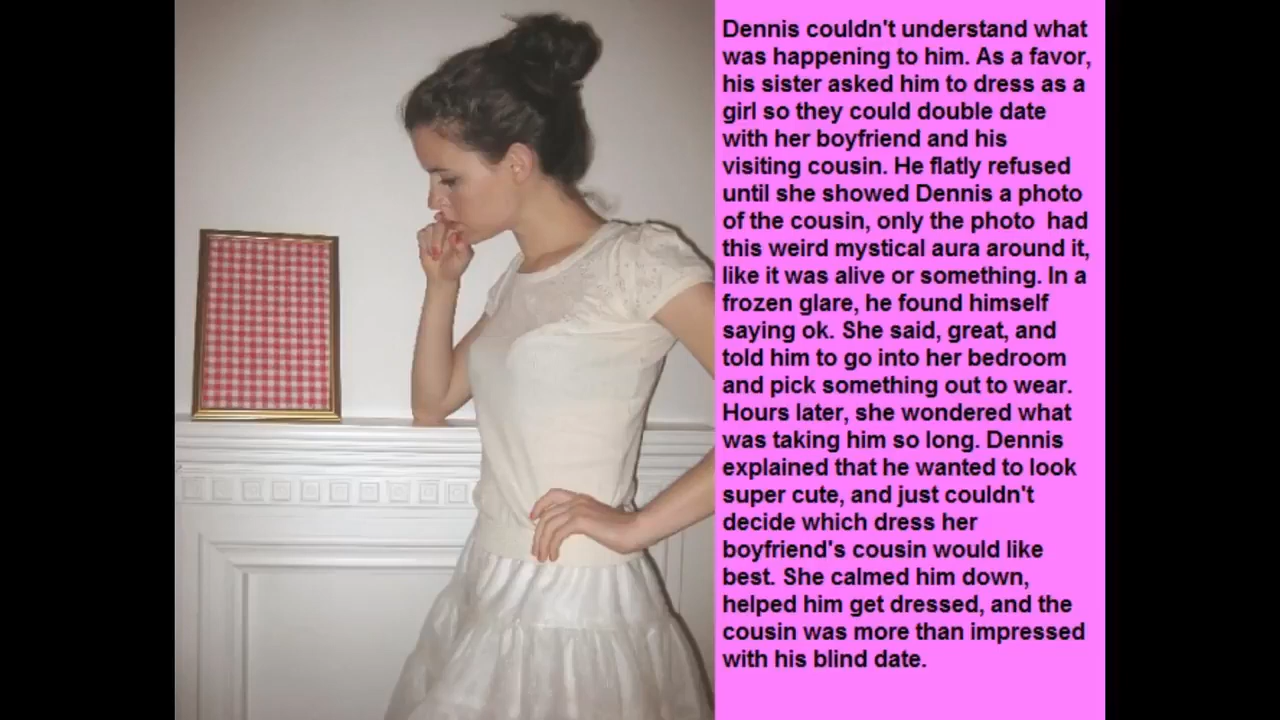 Dennis couldn't understand what
was happening to him. As a favor,
his sister asked him to dress as a
girl so they could double date
with her boyfriend and his
visiting cousin. He flatly refused
until she showed Dennis a photo
of the cousin, only the photo  had
this weird mystical aura around it,
like it was alive or something. In a
frozen glare, he found himself
saying ok. She said, great, and
told him to go into her bedroom
and pick something out to wear.
Hours later, she wondered what
was taking him so long. Dennis
explained that he wanted to look
super cute, and just couldn't
decide which dress her
boyfriend's cousin would like
best. She calmed him down,
helped him get dressed, and the
cousin was more than impressed
with his blind date.